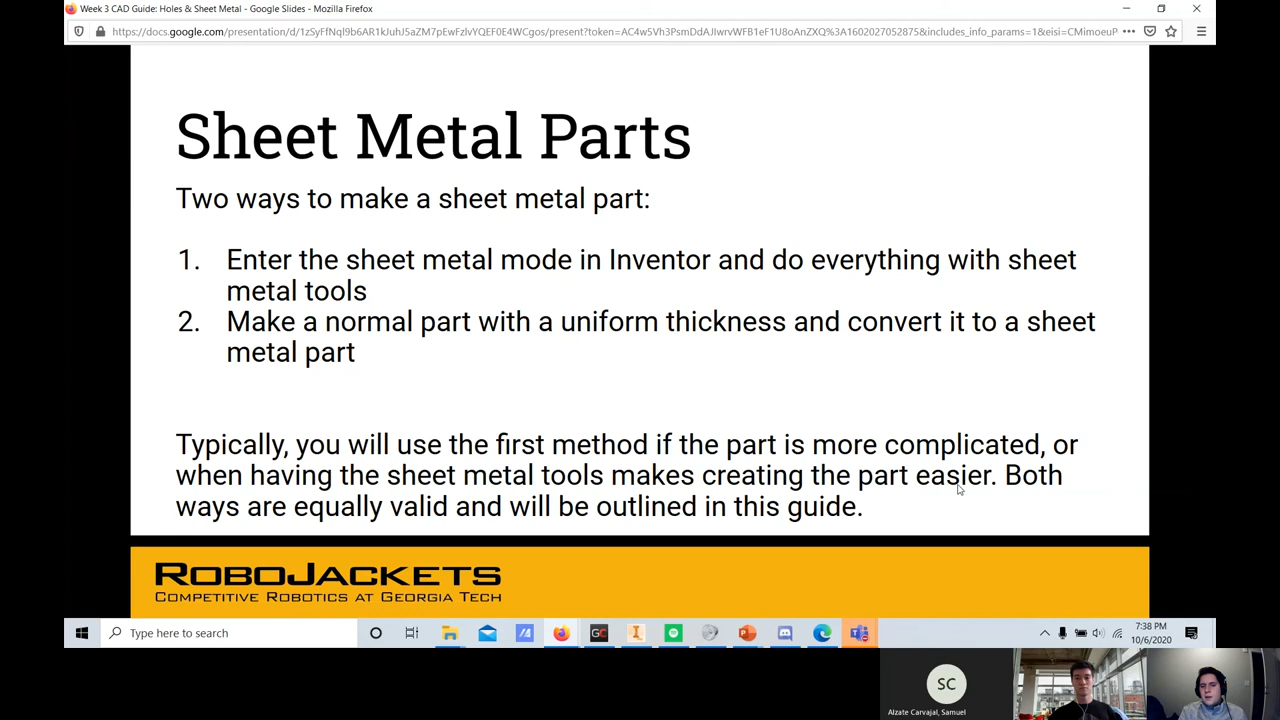 Week 3 CAD Guide: Holes & Sheet Metal - Google Slides - Mozilla Firefox
Sheet Metal Parts
Two ways to make a sheet metal part:
1. Enter the sheet metal mode in Inventor and do everything with sheet
metal tools
2. Make a normal part with a uniform thickness and convert it to a sheet
metal part
Typically, you will use the first method if the part is more complicated, or
when having the sheet metal tools makes creating the part easier. Both
ways are equally valid and will be outlined in this guide.
ROBOJACKETS
COMPETITIVE ROBOTICS AT GEORGIA TECH
Type here to search
GC
7:38 PM
10/6/2020
SC
Alzate Carvajal, Samuel